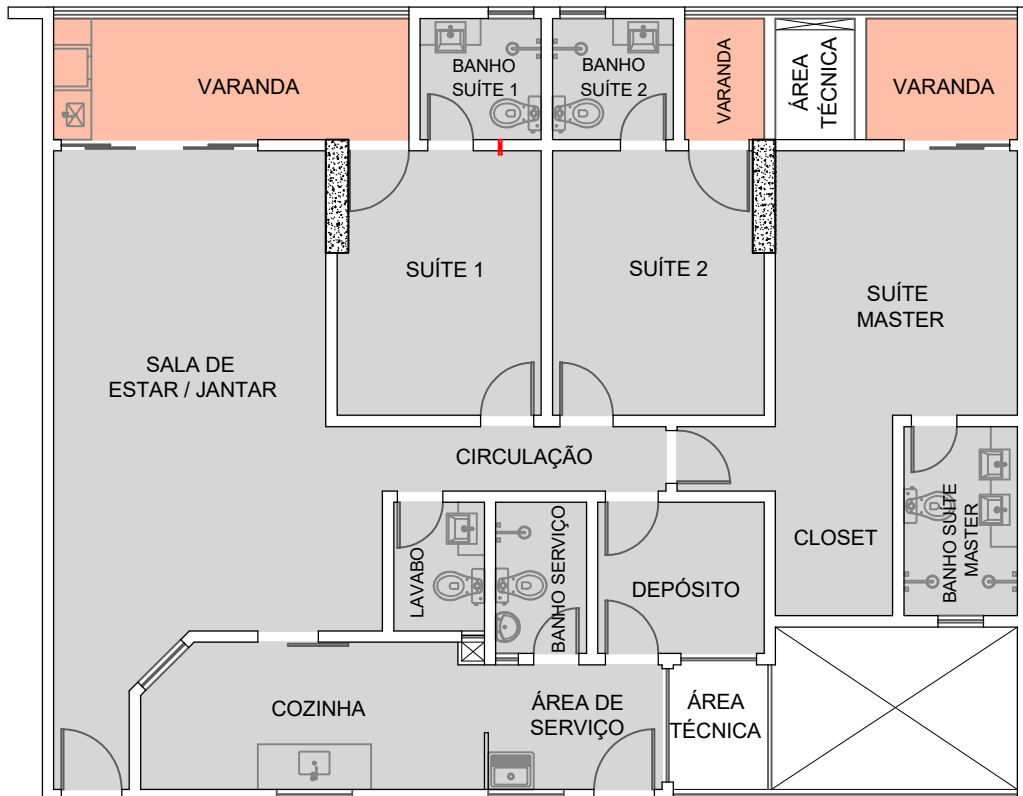 VARANDA
BANHO
SUÍTE 1
BANHO
SUÍTE 2
VARANDA
ÁREA
TÉCNICA
VARANDA
SUÍTE 1
SUÍTE 2
SUÍTE
MASTER
SALA DE
ESTAR / JANTAR
CIRCULAÇÃO
LAVABO
BANHO SERVIÇO
DEPÓSITO
CLOSET
BANHO SUÍTE
MASTER
COZINHA
ÁREA DE
SERVIÇO
ÁREA
TÉCNICA